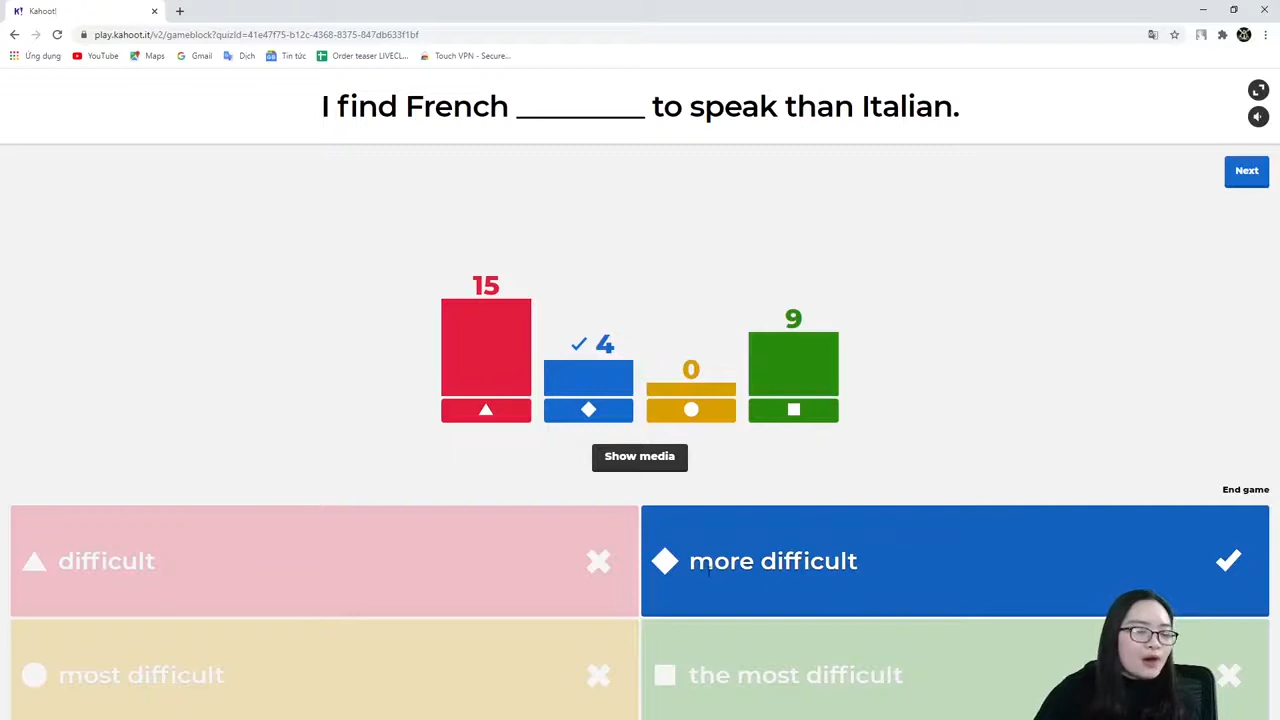 K! Kahoot!
play.kahoot.it/v2/gameblock?quizId=41e47f75-b12c-4368-8375-847db633f1bf
Ứng dụng YouTube Maps Gmail Dịch Tin tức Order teaser LIVECL... Touch VPN - Secure...
I find French ________ to speak than Italian.
Next
15
4
0
9
Show media
End game
difficult
more difficult
most difficult
the most difficult